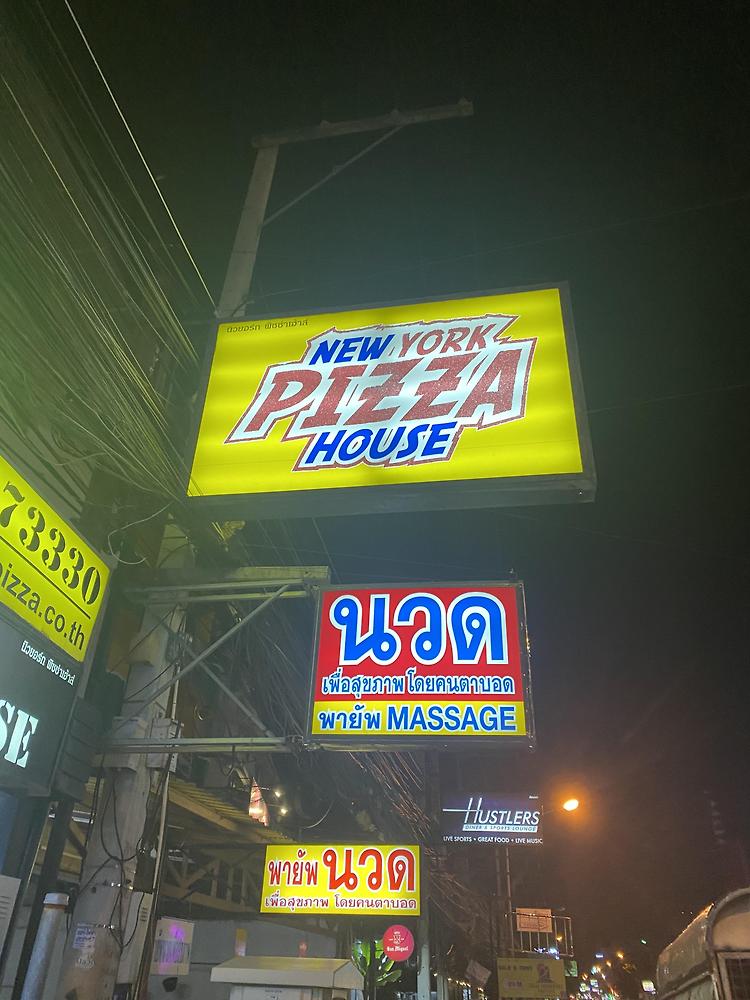 นิวยอร์ก พิซซ่าเฮ้าส์
NEW YORK
PIZZA
HOUSE
73330
pizza.co.th
นิวยอร์ก พิซซ่าเฮ้าส์
SE
นวด
เพื่อสุขภาพ โดยคนตาบอด
พายัพ MASSAGE
HUSTLERS
DINER & SPORTS LOUNGE
LIVE SPORTS • GREAT FOOD • LIVE MUSIC
พายัพ นวด
เพื่อสุขภาพ โดยคนตาบอด
San Miguel